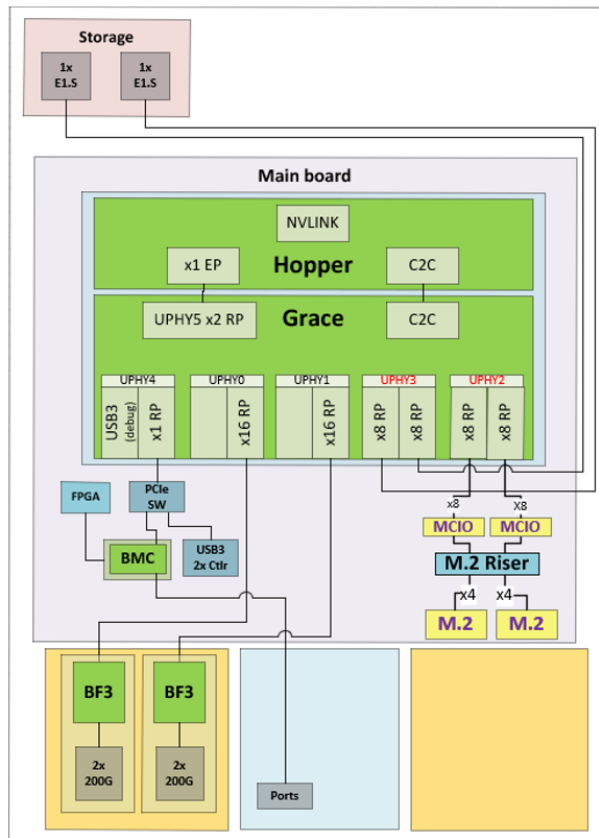 Storage
1x
E1.S
1x
E1.S
Main board
NVLINK
x1 EP
Hopper
C2C
UPHY5 x2 RP
Grace
C2C
UPHY4
UPHY0
UPHY1
UPHY3
UPHY2
USB3
(debug)
x1 RP
x16 RP
x16 RP
x8 RP
x8 RP
x8 RP
x8 RP
FPGA
PCIe
SW
x8
X8
MCIO
MCIO
BMC
USB3
2x Ctlr
M.2 Riser
x4
x4
M.2
M.2
BF3
BF3
2x
200G
2x
200G
Ports